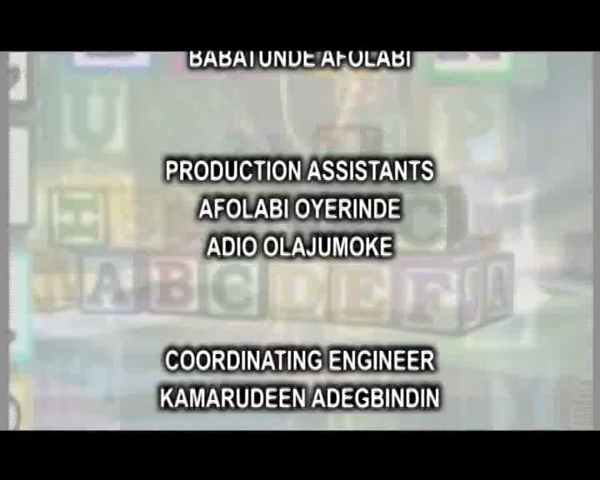 BABATUNDE AFOLABI
PRODUCTION ASSISTANTS
AFOLABI OYERINDE
ADIO OLAJUMOKE
COORDINATING ENGINEER
KAMARUDEEN ADEGBINDIN
U
P
H
C
A B C D E F